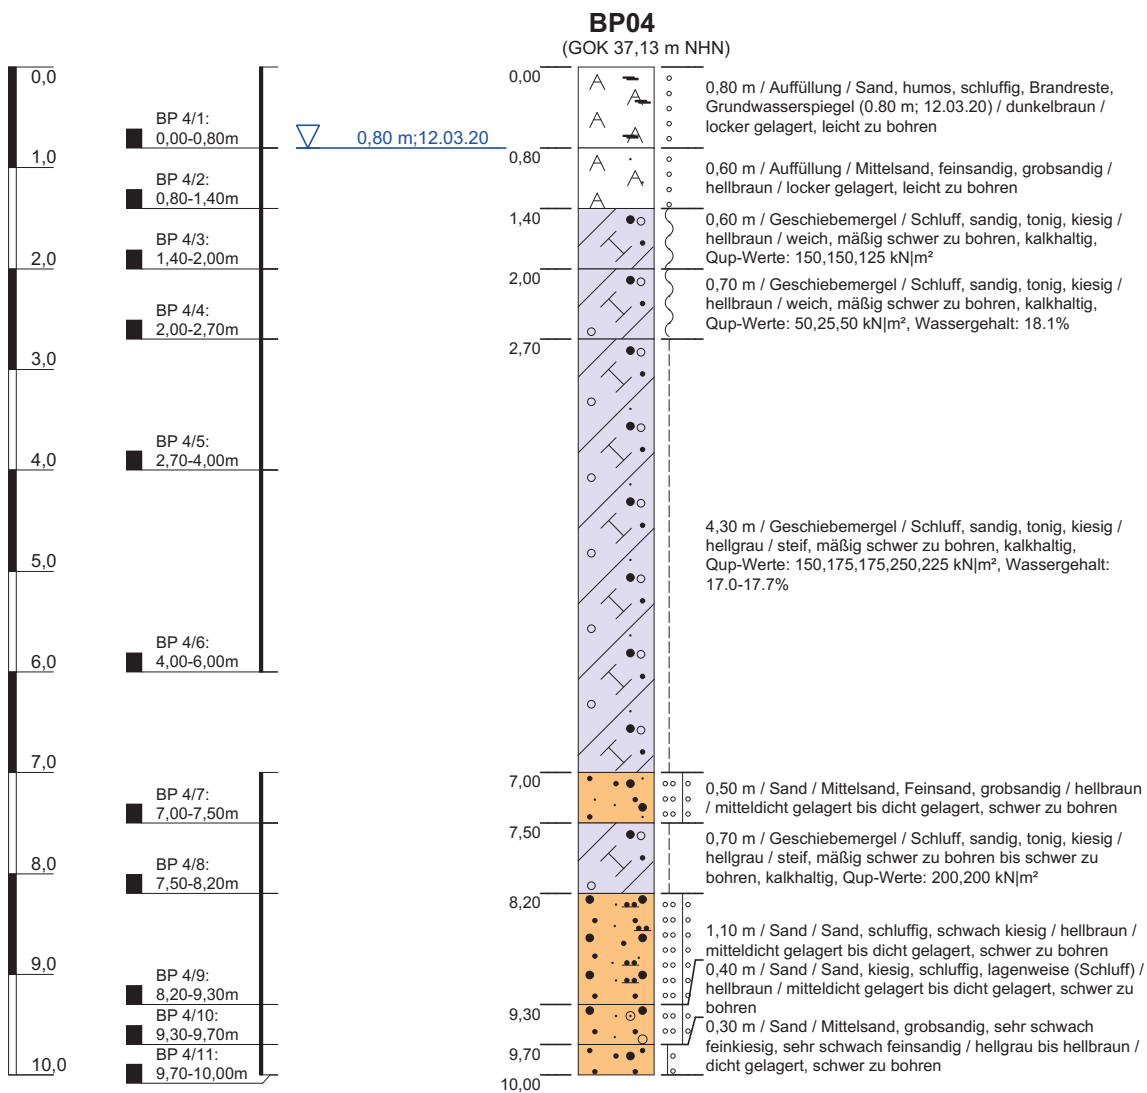 BP04
(GOK 37,13 m NHN)
0,0
1,0
2,0
3,0
4,0
5,0
6,0
7,0
8,0
9,0
10,0
BP 4/1:
0,00-0,80m
BP 4/2:
0,80-1,40m
BP 4/3:
1,40-2,00m
BP 4/4:
2,00-2,70m
BP 4/5:
2,70-4,00m
BP 4/6:
4,00-6,00m
BP 4/7:
7,00-7,50m
BP 4/8:
7,50-8,20m
BP 4/9:
8,20-9,30m
BP 4/10:
9,30-9,70m
BP 4/11:
9,70-10,00m
0,80 m;12.03.20
0,00
0,80
1,40
2,00
2,70
7,00
7,50
8,20
9,30
9,70
10,00
0,80 m / Auffüllung / Sand, humos, schluffig, Brandreste,
Grundwasserspiegel (0.80 m; 12.03.20) / dunkelbraun /
locker gelagert, leicht zu bohren
0,60 m / Auffüllung / Mittelsand, feinsandig, grobsandig /
hellbraun / locker gelagert, leicht zu bohren
0,60 m / Geschiebemergel / Schluff, sandig, tonig, kiesig /
hellbraun / weich, mäßig schwer zu bohren, kalkhaltig,
Qup-Werte: 150,150,125 kN|m²
0,70 m / Geschiebemergel / Schluff, sandig, tonig, kiesig /
hellbraun / weich, mäßig schwer zu bohren, kalkhaltig,
Qup-Werte: 50,25,50 kN|m², Wassergehalt: 18.1%
4,30 m / Geschiebemergel / Schluff, sandig, tonig, kiesig /
hellgrau / steif, mäßig schwer zu bohren, kalkhaltig,
Qup-Werte: 150,175,175,250,225 kN|m², Wassergehalt:
17.0-17.7%
0,50 m / Sand / Mittelsand, Feinsand, grobsandig / hellbraun
/ mitteldicht gelagert bis dicht gelagert, schwer zu bohren
0,70 m / Geschiebemergel / Schluff, sandig, tonig, kiesig /
hellgrau / steif, mäßig schwer zu bohren bis schwer zu
bohren, kalkhaltig, Qup-Werte: 200,200 kN|m²
1,10 m / Sand / Sand, schluffig, schwach kiesig / hellbraun /
mitteldicht gelagert bis dicht gelagert, schwer zu bohren
0,40 m / Sand / Sand, kiesig, schluffig, lagenweise (Schluff) /
hellbraun / mitteldicht gelagert bis dicht gelagert, schwer zu
bohren
0,30 m / Sand / Mittelsand, grobsandig, sehr schwach
feinkiesig, sehr schwach feinsandig / hellgrau bis hellbraun /
dicht gelagert, schwer zu bohren